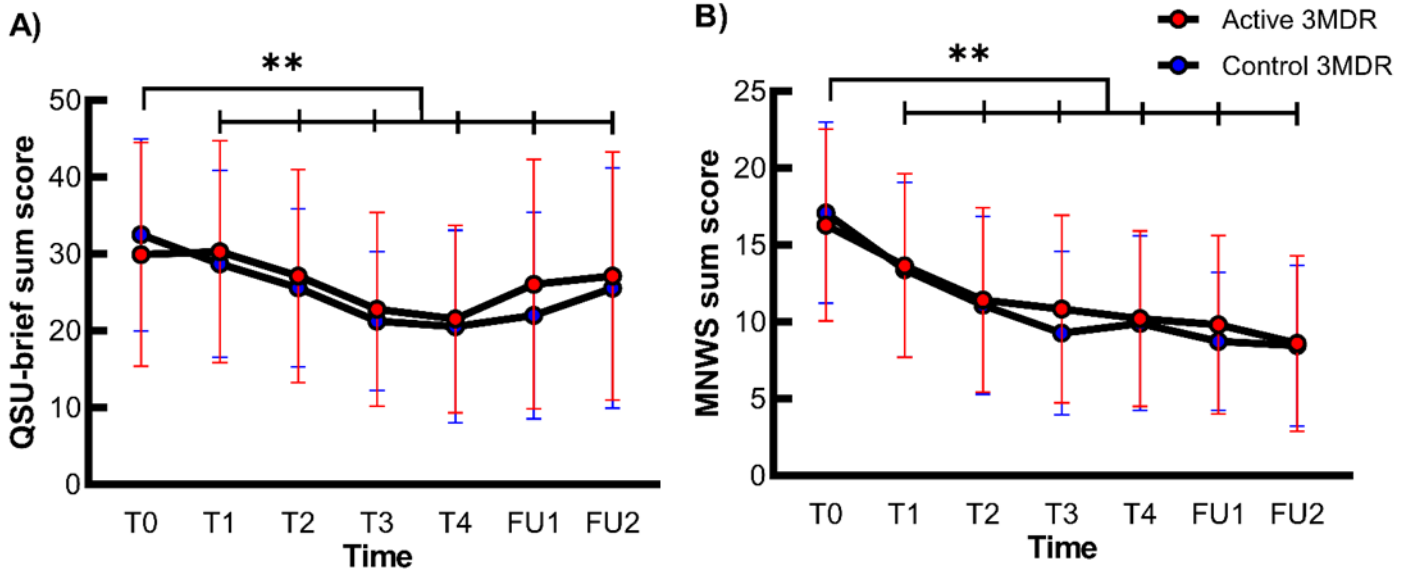 A)
**
50
40
30
20
10
0
QSU-brief sum score
T0 T1 T2 T3 T4 FU1 FU2
Time
B)
Active 3MDR
Control 3MDR
**
25
20
15
10
5
0
MNWS sum score
T0 T1 T2 T3 T4 FU1 FU2
Time